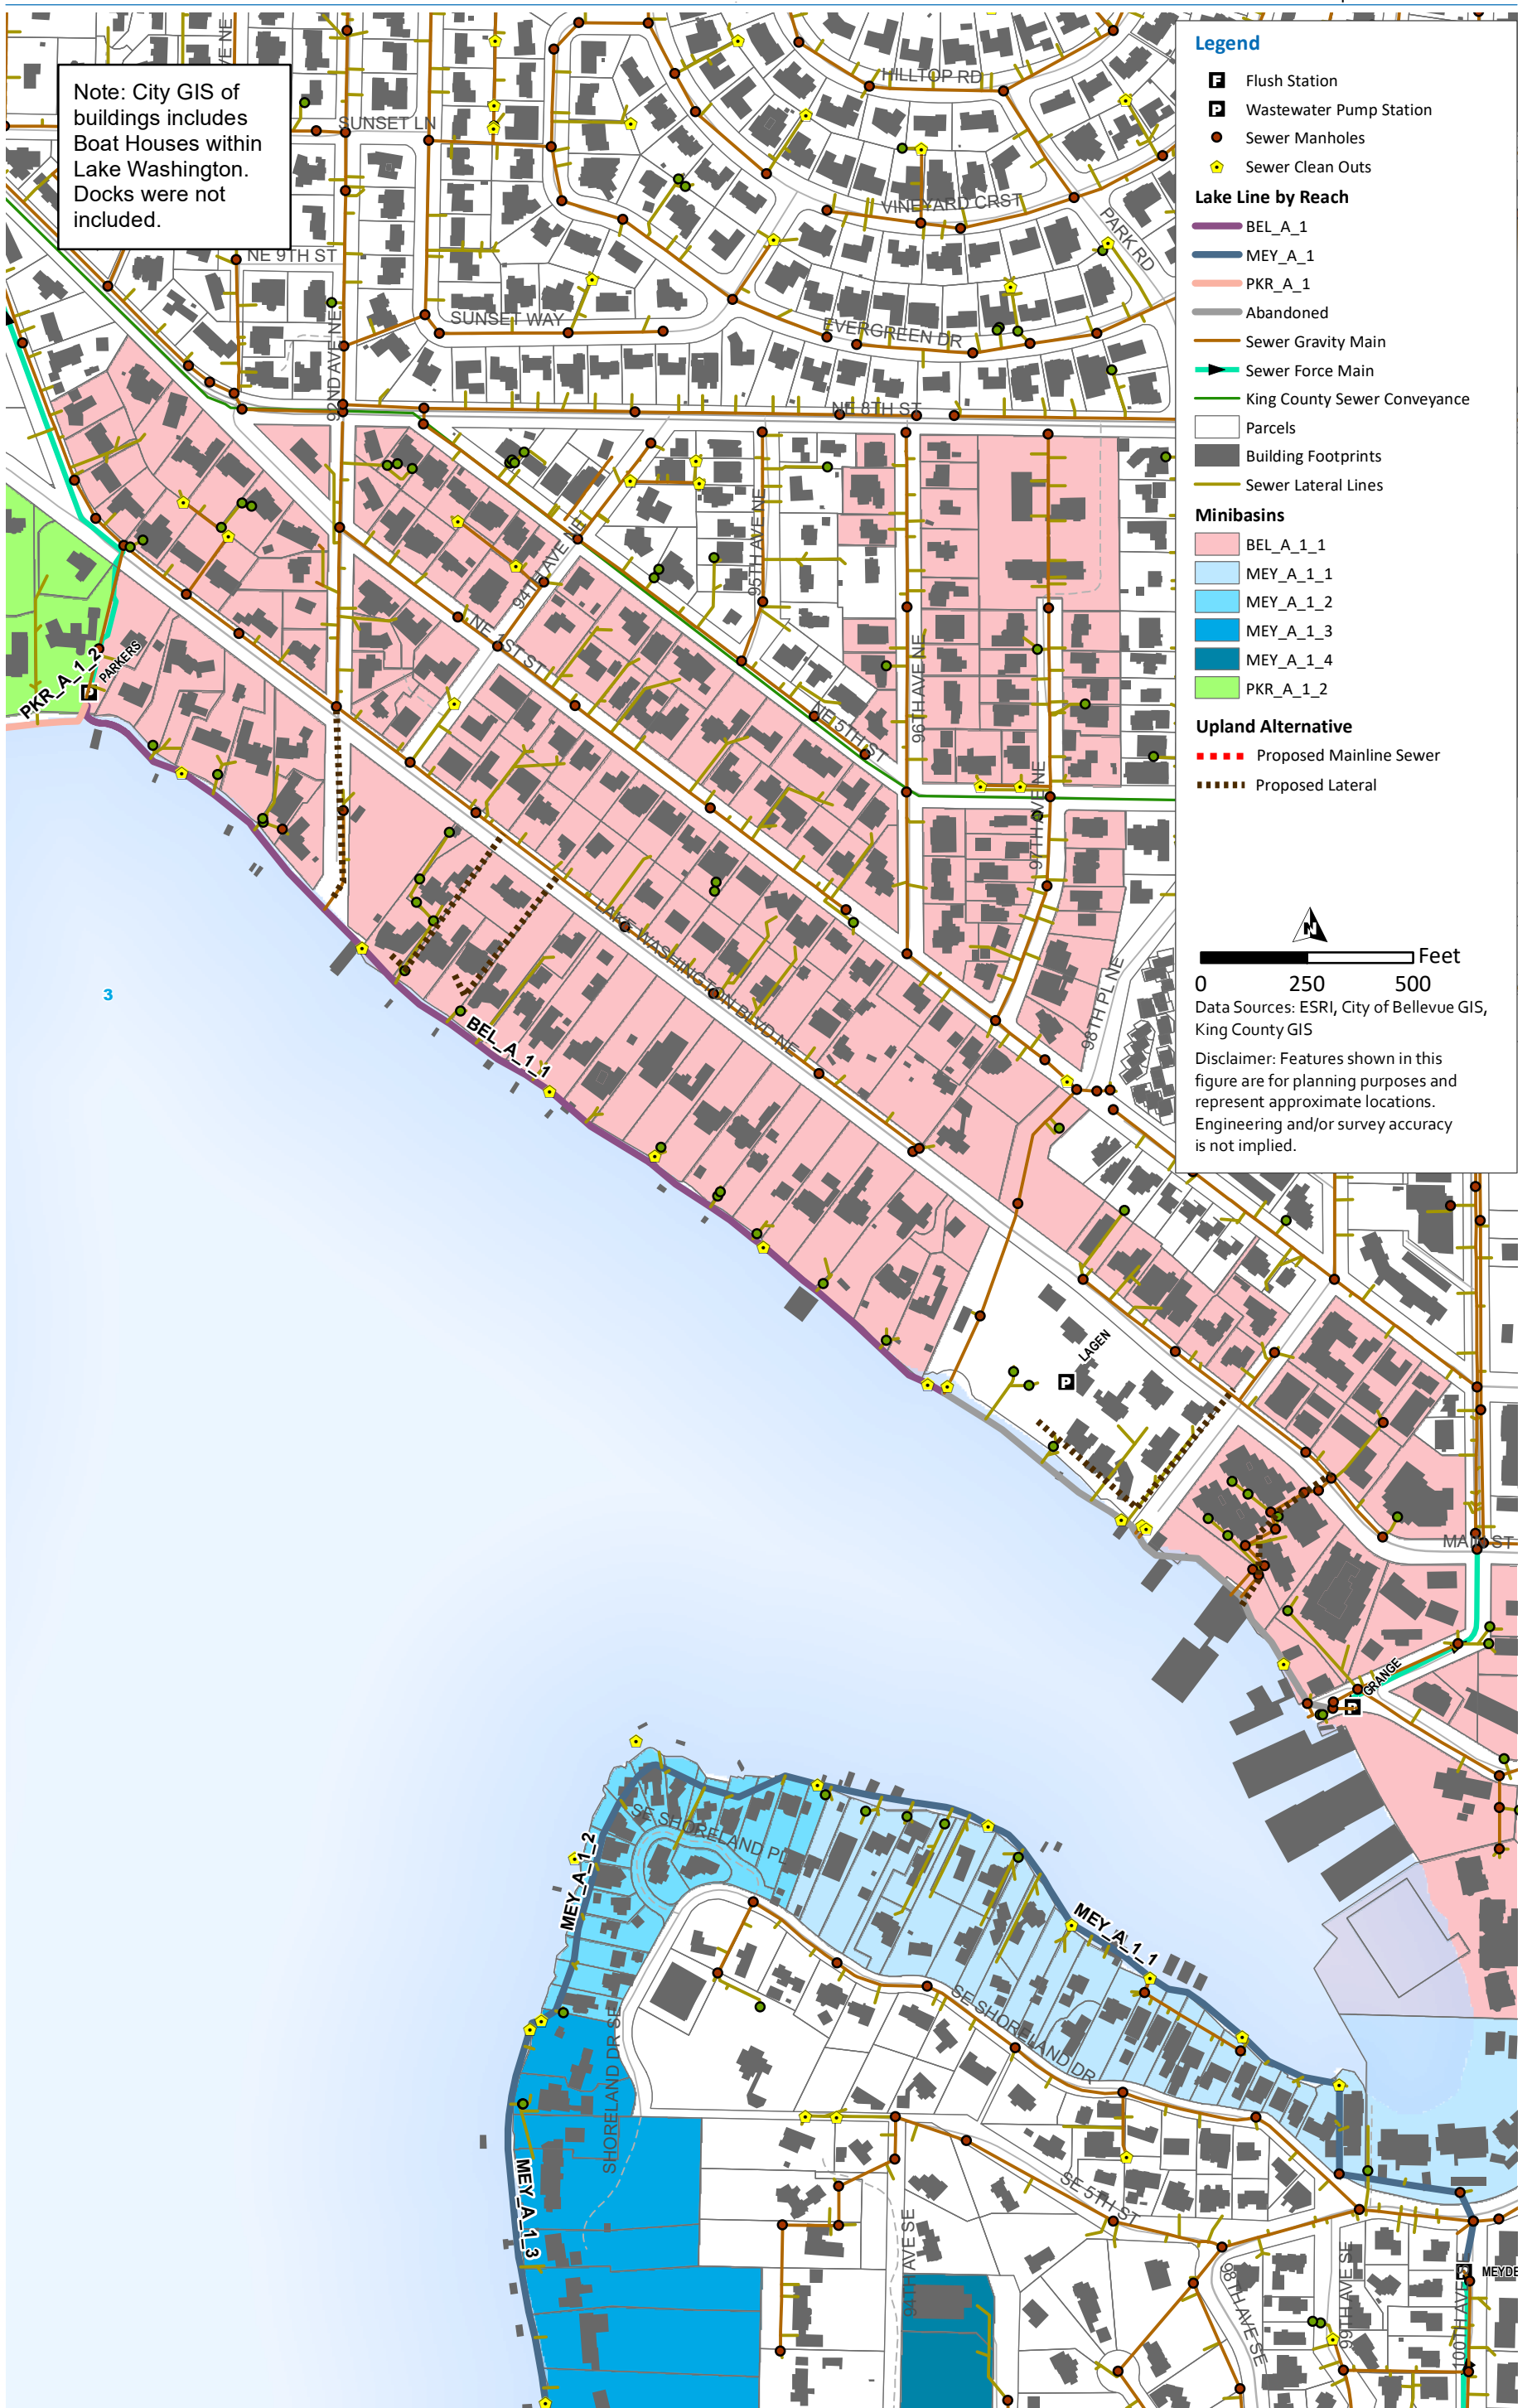 Note: City GIS of
buildings includes
Boat Houses within
Lake Washington.
Docks were not
included.
Legend
Flush Station
Wastewater Pump Station
Sewer Manholes
Sewer Clean Outs
Lake Line by Reach
BEL_A_1
MEY_A_1
PKR_A_1
Abandoned
Sewer Gravity Main
Sewer Force Main
King County Sewer Conveyance
Parcels
Building Footprints
Sewer Lateral Lines
Minibasins
BEL_A_1_1
MEY_A_1_1
MEY_A_1_2
MEY_A_1_3
MEY_A_1_4
PKR_A_1_2
Upland Alternative
Proposed Mainline Sewer
Proposed Lateral
N
Feet
0 250 500
Data Sources: ESRI, City of Bellevue GIS,
King County GIS
Disclaimer: Features shown in this
figure are for planning purposes and
represent approximate locations.
Engineering and/or survey accuracy
is not implied.
AVE NE
HILLTOP RD
SUNSET LN
VINEYARD CRST
PARK RD
NE 9TH ST
SUNSET WAY
92ND AVE NE
EVERGREEN DR
NE 8TH ST
94TH AVE NE
95TH AVE NE
NE 1ST ST
PKR_A_1_2
P
PARKERS
96TH AVE NE
NE 5TH ST
97TH AVE NE
LAKE WASHINGTON BLVD NE
98TH PL NE
3
BEL_A_1_1
LAGEN
P
MAIN ST
GRANGE
P
SE SHORELAND PL
MEY_A_1_2
MEY_A_1_1
SE SHORELAND DR
SHORELAND DR SE
MEY_A_1_3
SE 5TH ST
94TH AVE SE
98TH AVE SE
99TH AVE SE
100TH AVE SE
MEYDE